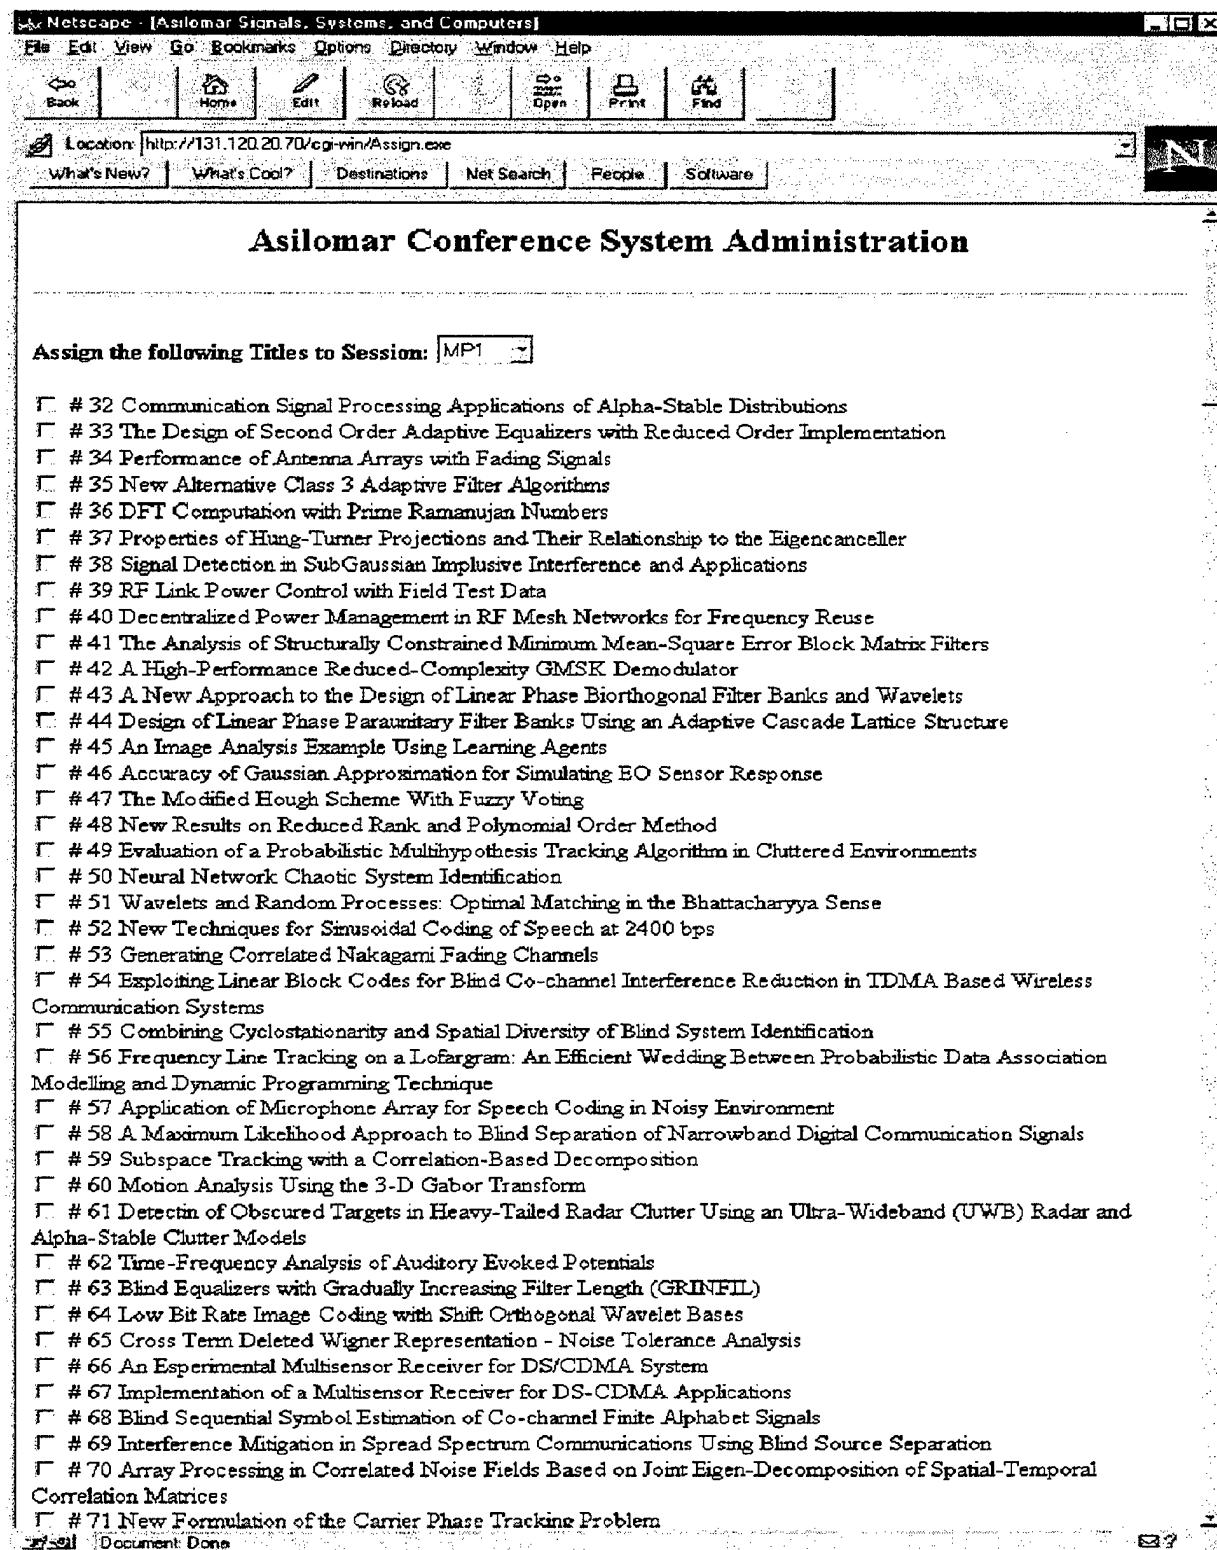 Netscape - [Asilomar Signals, Systems, and Computers]
File Edit View Go Bookmarks Options Directory Window Help
Back Home Edit Reload Open Print Find
Location: http://131.120.20.70/cgi-win/Assign.exe
What's New? What's Cool? Destinations Net Search People Software
Asilomar Conference System Administration
Assign the following Titles to Session: MP1
# 32 Communication Signal Processing Applications of Alpha-Stable Distributions
# 33 The Design of Second Order Adaptive Equalizers with Reduced Order Implementation
# 34 Performance of Antenna Arrays with Fading Signals
# 35 New Alternative Class 3 Adaptive Filter Algorithms
# 36 DFT Computation with Prime Ramanujan Numbers
# 37 Properties of Hung-Turner Projections and Their Relationship to the Eigencanceller
# 38 Signal Detection in SubGaussian Implusive Interference and Applications
# 39 RF Link Power Control with Field Test Data
# 40 Decentralized Power Management in RF Mesh Networks for Frequency Reuse
# 41 The Analysis of Structurally Constrained Minimum Mean-Square Error Block Matrix Filters
# 42 A High-Performance Reduced-Complexity GMSK Demodulator
# 43 A New Approach to the Design of Linear Phase Biorthogonal Filter Banks and Wavelets
# 44 Design of Linear Phase Paraunitary Filter Banks Using an Adaptive Cascade Lattice Structure
# 45 An Image Analysis Example Using Learning Agents
# 46 Accuracy of Gaussian Approximation for Simulating EO Sensor Response
# 47 The Modified Hough Scheme With Fuzzy Voting
# 48 New Results on Reduced Rank and Polynomial Order Method
# 49 Evaluation of a Probabilistic Multihypothesis Tracking Algorithm in Cluttered Environments
# 50 Neural Network Chaotic System Identification
# 51 Wavelets and Random Processes: Optimal Matching in the Bhattacharyya Sense
# 52 New Techniques for Sinusoidal Coding of Speech at 2400 bps
# 53 Generating Correlated Nakagami Fading Channels
# 54 Exploiting Linear Block Codes for Blind Co-channel Interference Reduction in TDMA Based Wireless
Communication Systems
# 55 Combining Cyclostationarity and Spatial Diversity of Blind System Identification
# 56 Frequency Line Tracking on a Lofargram: An Efficient Wedding Between Probabilistic Data Association
Modelling and Dynamic Programming Technique
# 57 Application of Microphone Array for Speech Coding in Noisy Environment
# 58 A Maximum Likelihood Approach to Blind Separation of Narrowband Digital Communication Signals
# 59 Subspace Tracking with a Correlation-Based Decomposition
# 60 Motion Analysis Using the 3-D Gabor Transform
# 61 Detectin of Obscured Targets in Heavy-Tailed Radar Clutter Using an Ultra-Wideband (UWB) Radar and
Alpha-Stable Clutter Models
# 62 Time-Frequency Analysis of Auditory Evoked Potentials
# 63 Blind Equalizers with Gradually Increasing Filter Length (GRINFIL)
# 64 Low Bit Rate Image Coding with Shift Orthogonal Wavelet Bases
# 65 Cross Term Deleted Wigner Representation - Noise Tolerance Analysis
# 66 An Esperimental Multisensor Receiver for DS/CDMA System
# 67 Implementation of a Multisensor Receiver for DS-CDMA Applications
# 68 Blind Sequential Symbol Estimation of Co-channel Finite Alphabet Signals
# 69 Interference Mitigation in Spread Spectrum Communications Using Blind Source Separation
# 70 Array Processing in Correlated Noise Fields Based on Joint Eigen-Decomposition of Spatial-Temporal
Correlation Matrices
# 71 New Formulation of the Carrier Phase Tracking Problem
Document: Done